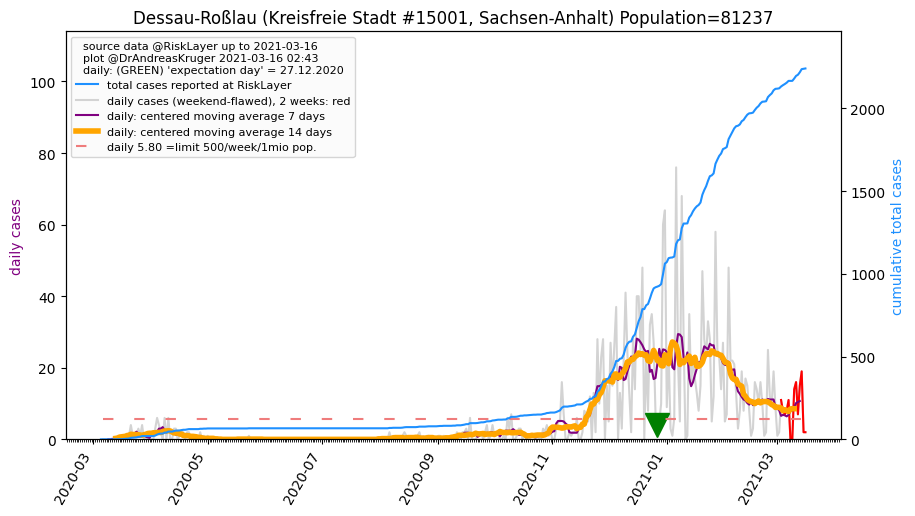 Dessau-Roßlau (Kreisfreie Stadt #15001, Sachsen-Anhalt) Population=81237
source data @RiskLayer up to 2021-03-16
plot @DrAndreasKruger 2021-03-16 02:43
daily: (GREEN) 'expectation day' = 27.12.2020
total cases reported at RiskLayer
daily cases (weekend-flawed), 2 weeks: red
daily: centered moving average 7 days
daily: centered moving average 14 days
daily 5.80 =limit 500/week/1mio pop.
daily cases
100
80
60
40
20
0
cumulative total cases
2000
1500
1000
500
0
2020-03
2020-05
2020-07
2020-09
2020-11
2021-01
2021-03